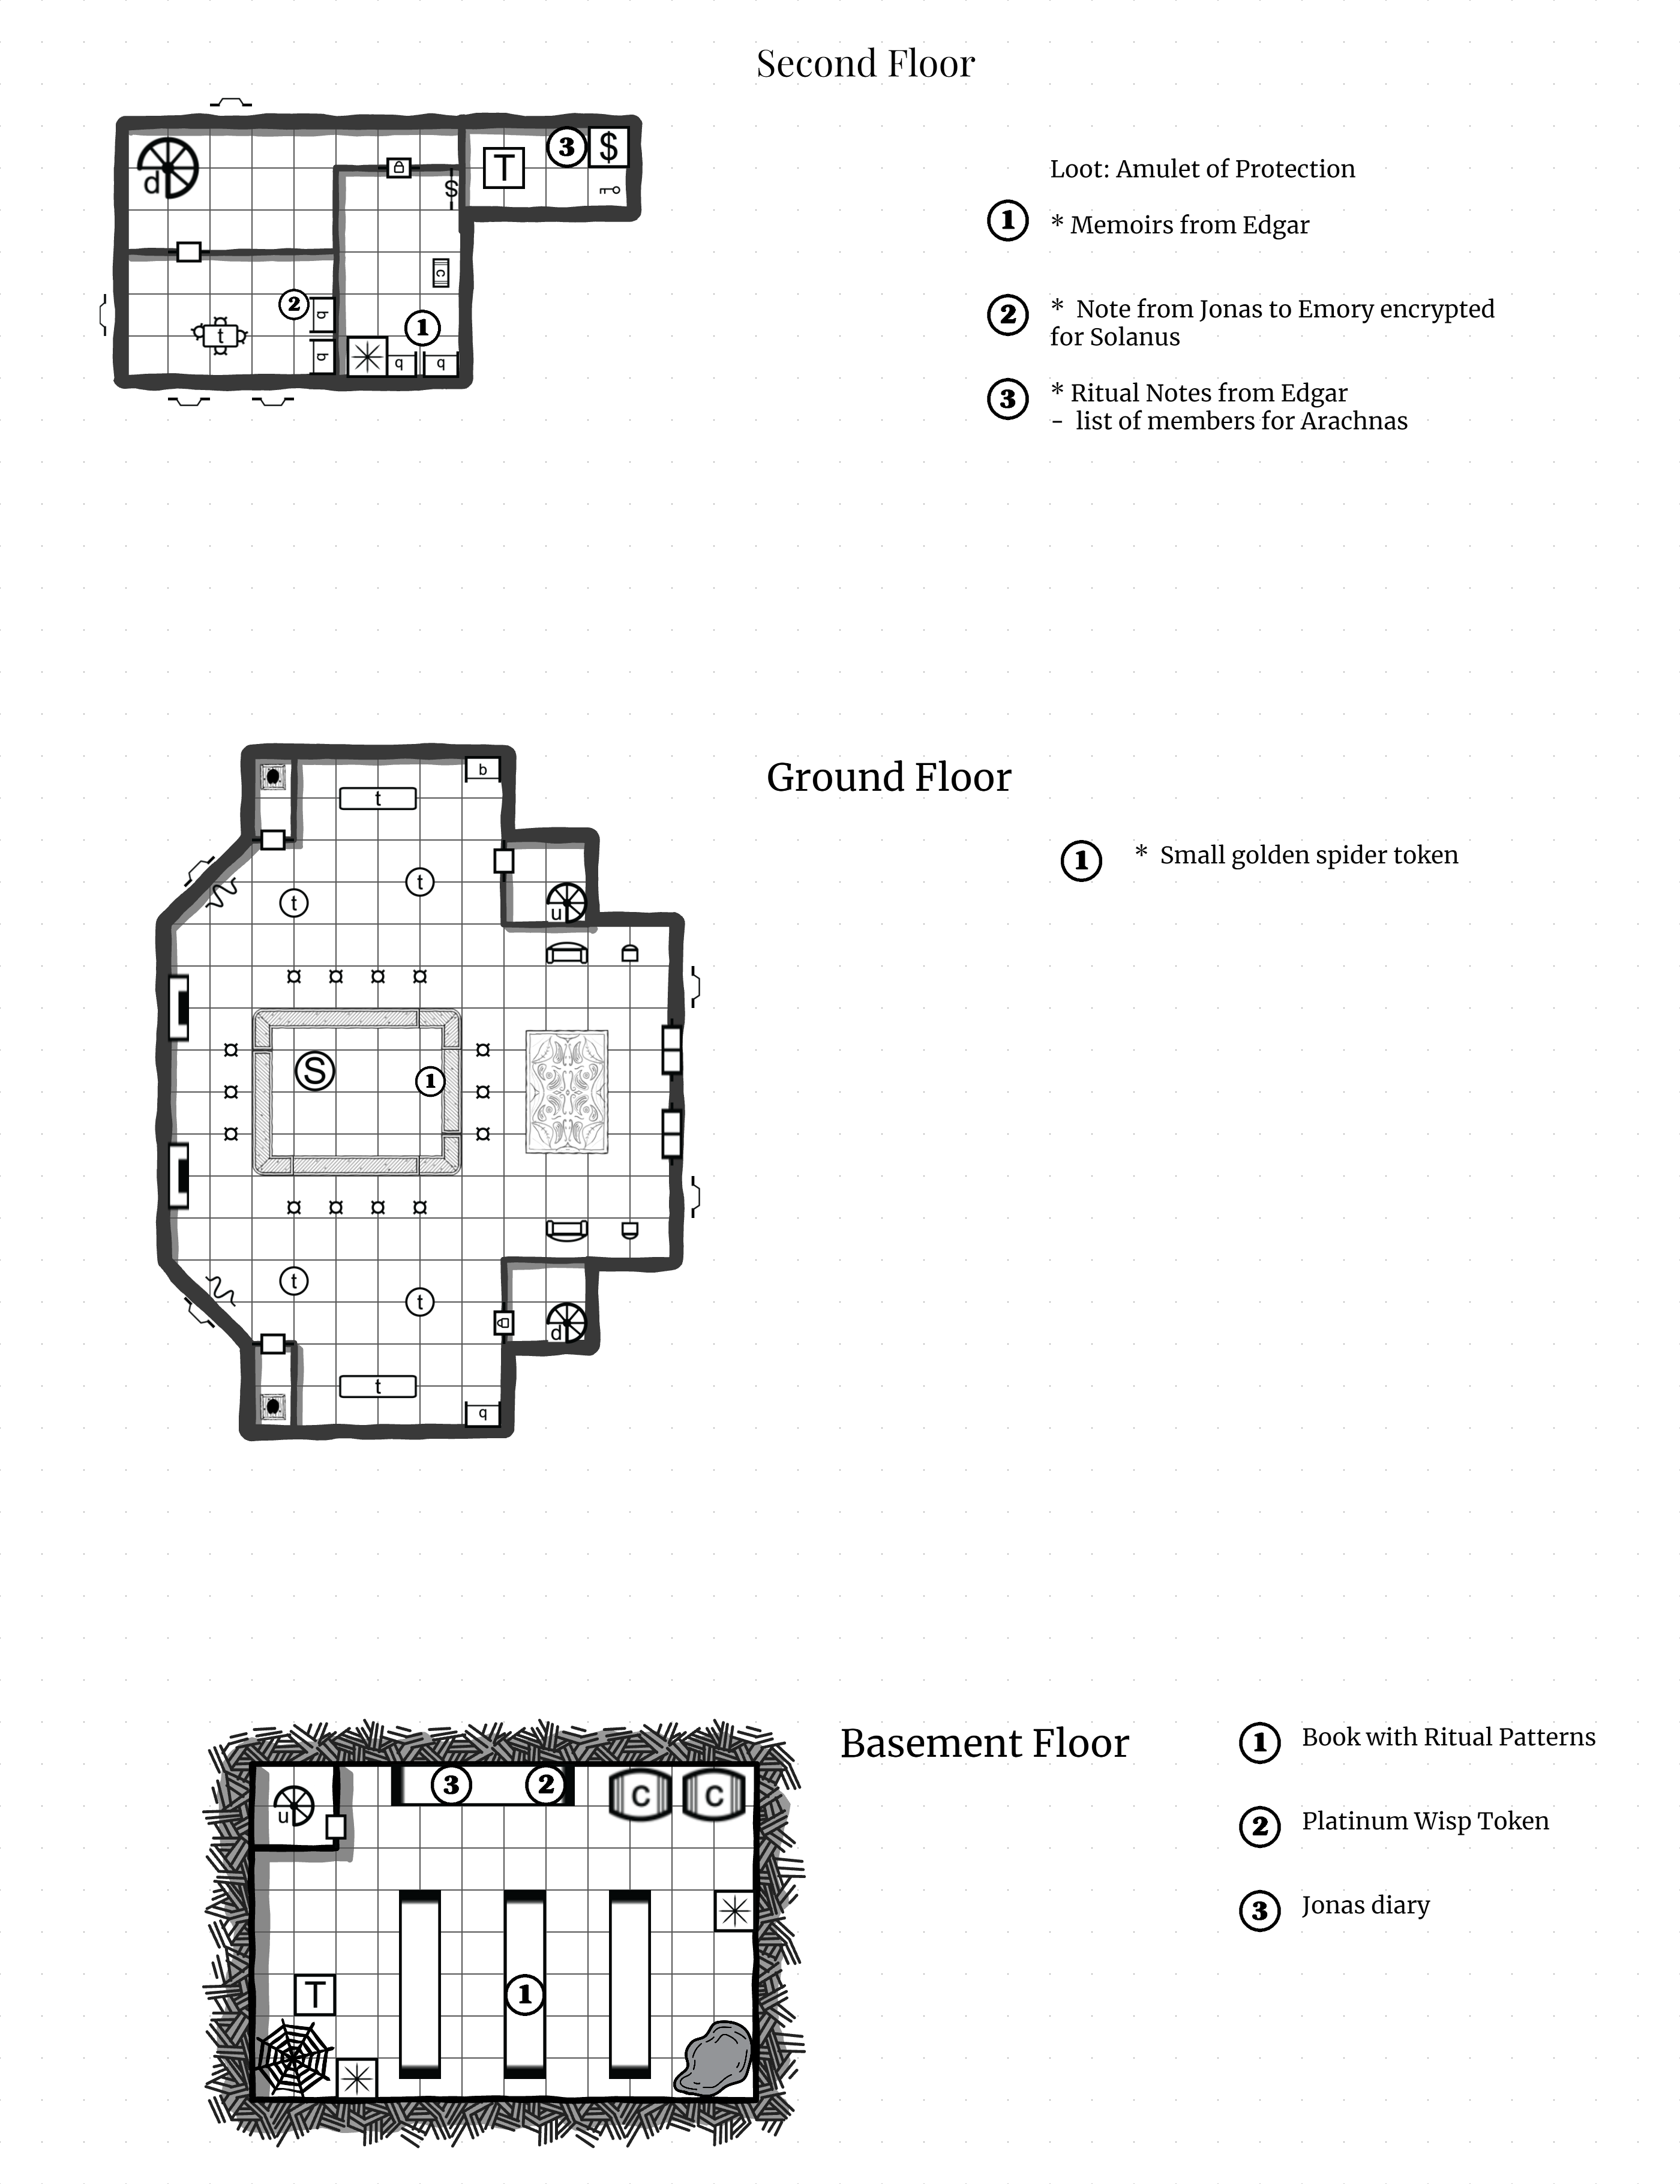 Second Floor
d
T
3
$
$
c
2
b
t
b
1
b
b
Loot: Amulet of Protection
1
* Memoirs from Edgar
2
* Note from Jonas to Emory encrypted
for Solanus
3
* Ritual Notes from Edgar
- list of members for Arachnas
Ground Floor
1
* Small golden spider token
b
t
t
t
u
S
1
t
t
d
t
b
Basement Floor
1
Book with Ritual Patterns
2
Platinum Wisp Token
3
Jonas diary
u
3
2
C
C
T
1